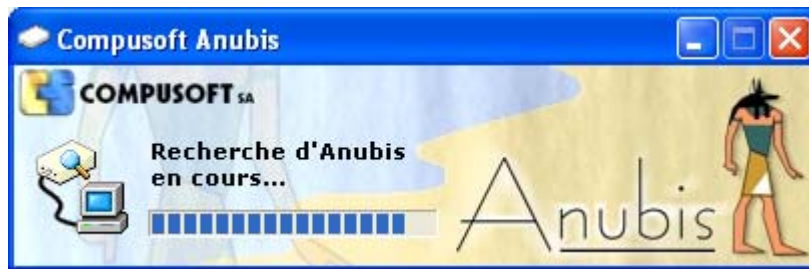 Compusoft Anubis
COMPUSOFT SA
Recherche d'Anubis
en cours...
Anubis